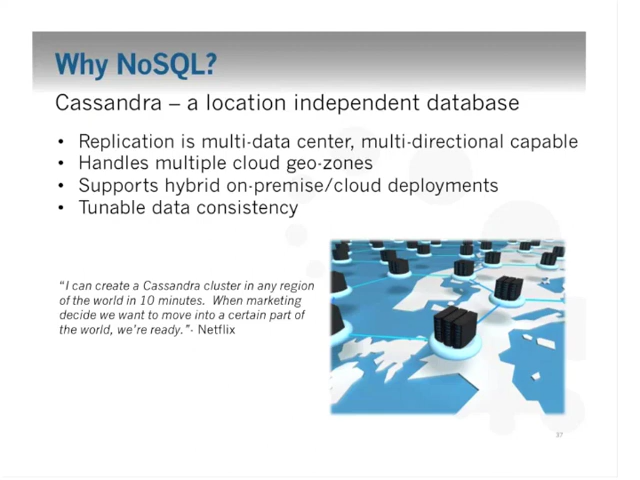 Why NoSQL?
Cassandra – a location independent database
• Replication is multi-data center, multi-directional capable
• Handles multiple cloud geo-zones
• Supports hybrid on-premise/cloud deployments
• Tunable data consistency
“I can create a Cassandra cluster in any region
of the world in 10 minutes. When marketing
decide we want to move into a certain part of
the world, we’re ready.”- Netflix
37